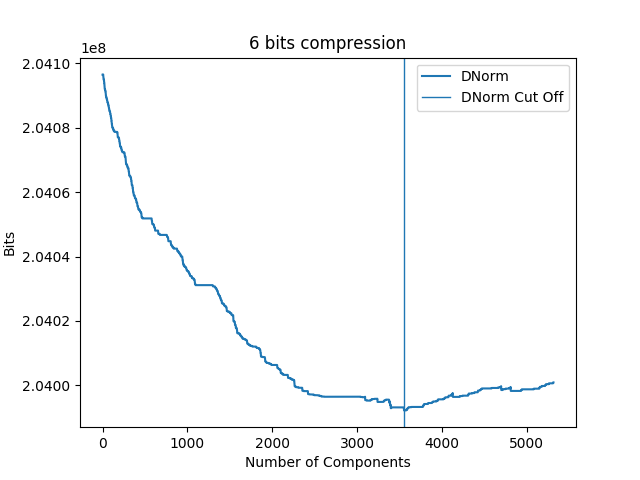 6 bits compression
1e8
2.0410
2.0408
2.0406
2.0404
2.0402
2.0400
Bits
0 1000 2000 3000 4000 5000
Number of Components
DNorm
DNorm Cut Off